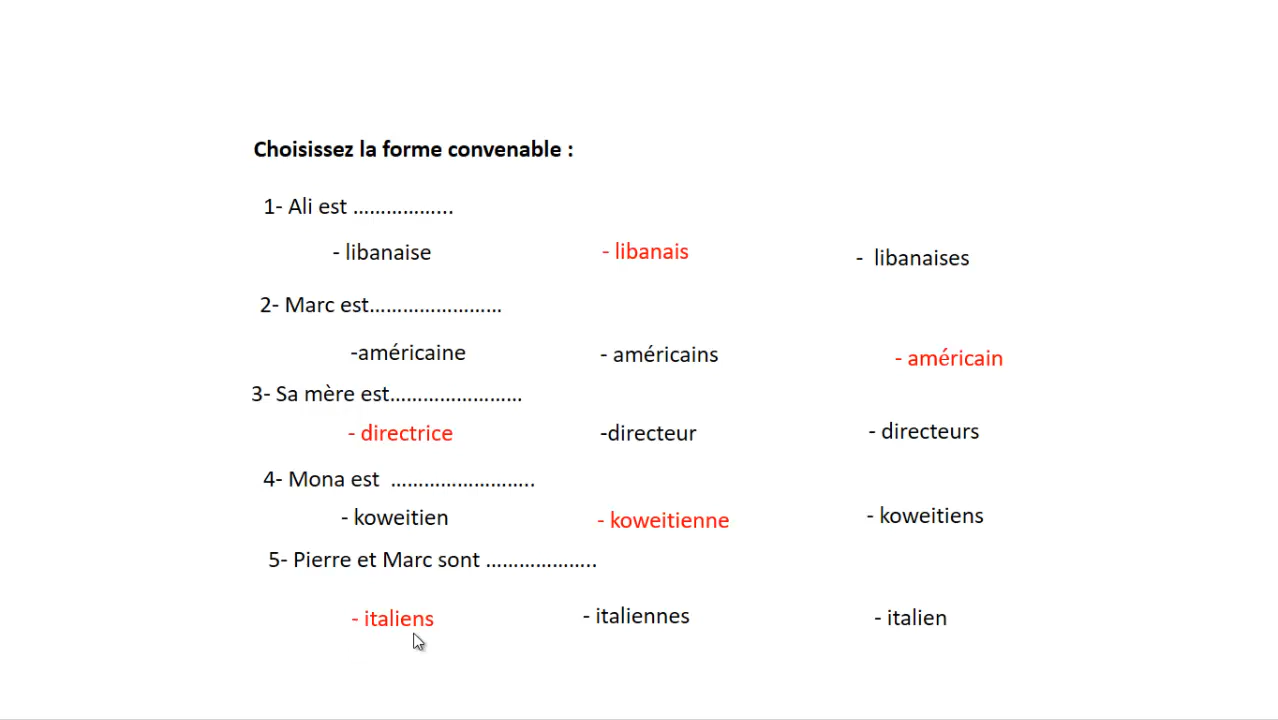 Choisissez la forme convenable :
1- Ali est ………………..
- libanaise - libanais - libanaises
2- Marc est……………………
-américaine - américains - américain
3- Sa mère est……………………
- directrice -directeur - directeurs
4- Mona est ……………………..
- koweitien - koweitienne - koweitiens
5- Pierre et Marc sont ………………..
- italiens - italiennes - italien